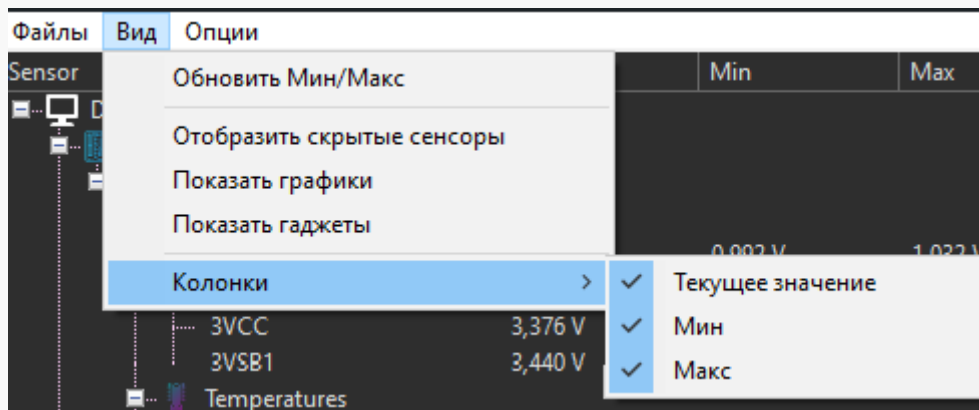 Файлы Вид Опции
Sensor Min Max
Обновить Мин/Макс
Отобразить скрытые сенсоры
Показать графики
Показать гаджеты
Колонки
Текущее значение
Мин
Макс
3VCC 3,376 V
3VSB1 3,440 V
Temperatures